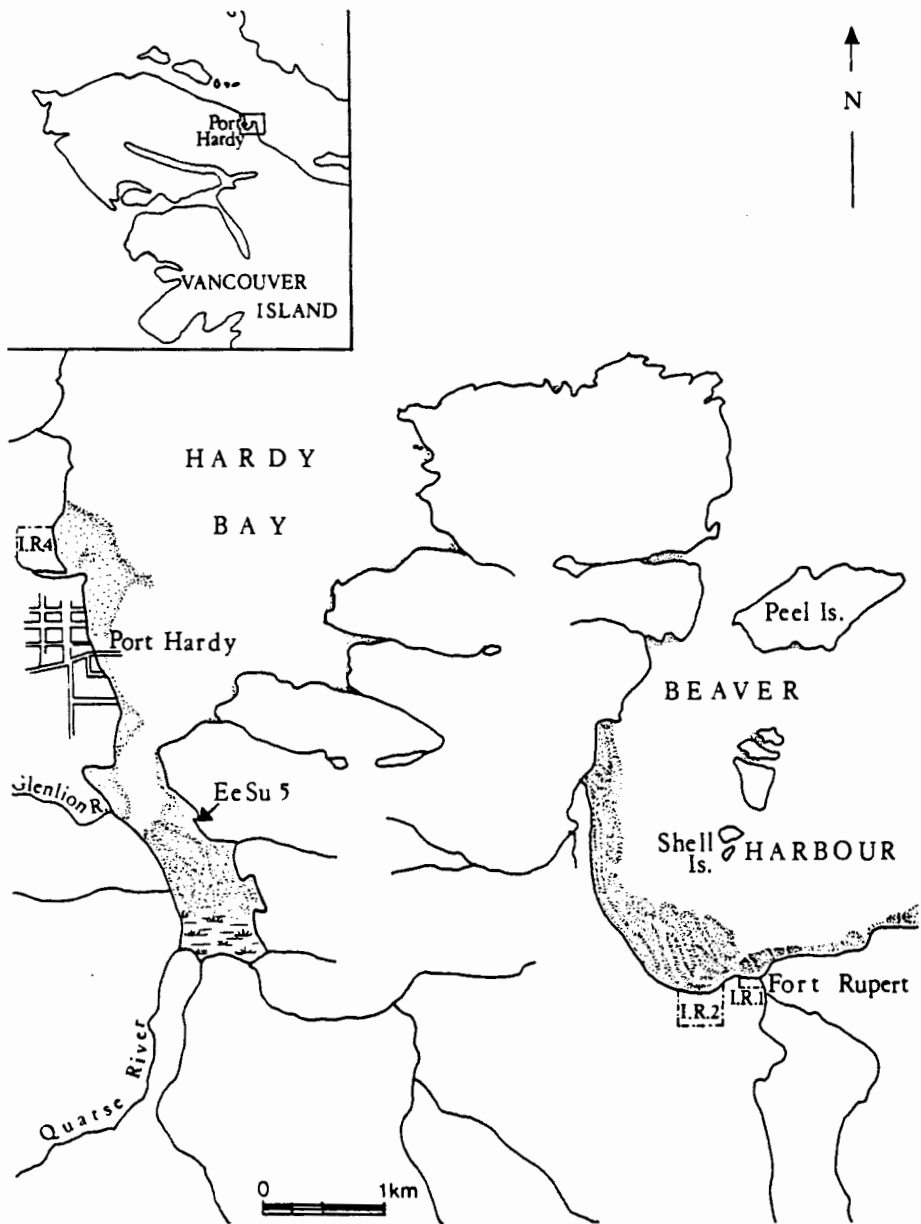 N
Port
Hardy
VANCOUVER
ISLAND
HARDY
BAY
I.R.4
Port Hardy
Peel Is.
BEAVER
Glenlion R.
EeSu 5
Shell
Is.
HARBOUR
Fort Rupert
I.R.1
I.R.2
Quarse River
0 1km